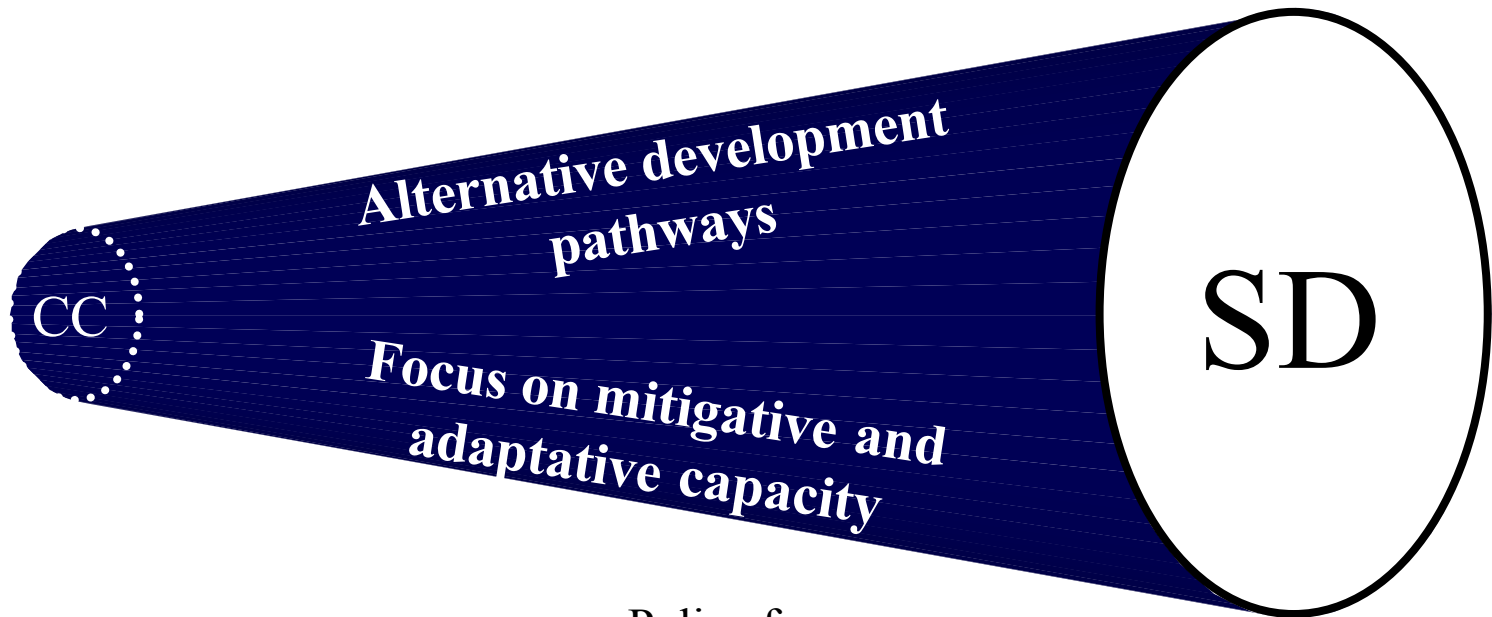 Alternative development
pathways
CC
SD
Focus on mitigative and
adaptative capacity